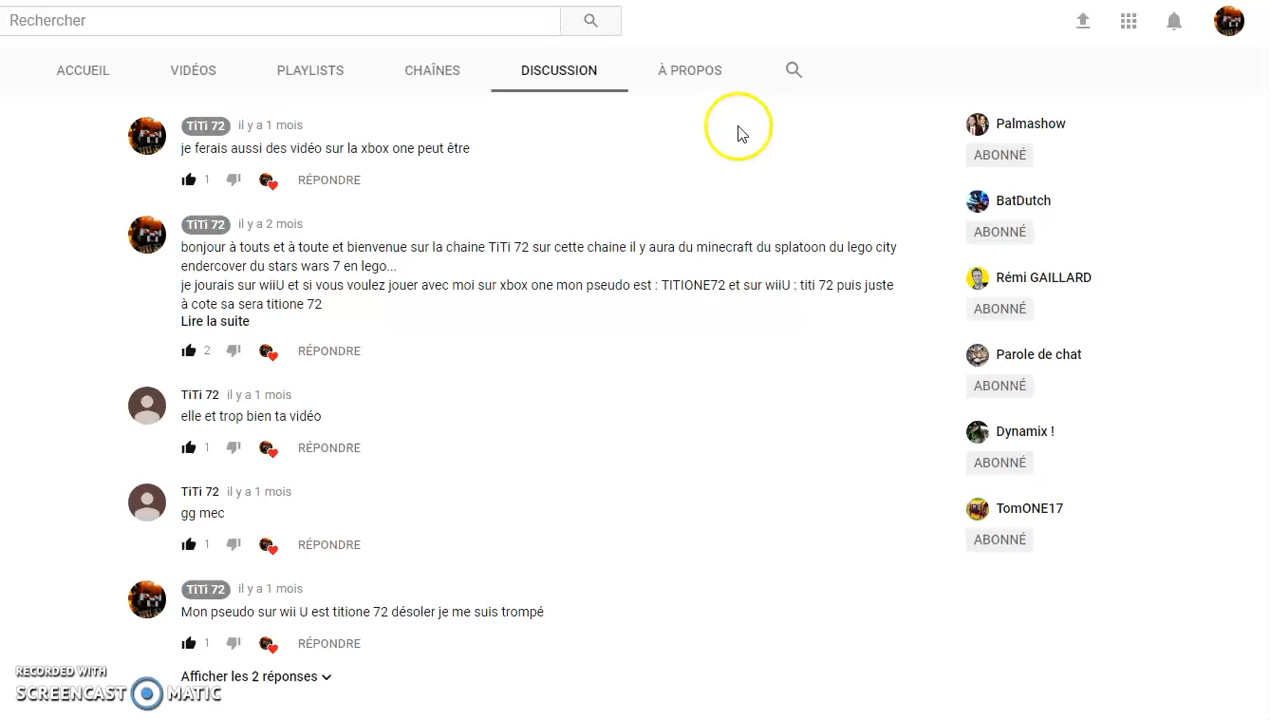 Rechercher
ACCUEIL VIDÉOS PLAYLISTS CHAÎNES DISCUSSION À PROPOS
TiTi 72 il y a 1 mois
je ferais aussi des vidéo sur la xbox one peut être
1 RÉPONDRE
TiTi 72 il y a 2 mois
bonjour à touts et à toute et bienvenue sur la chaine TiTi 72 sur cette chaine il y aura du minecraft du splatoon du lego city
endercover du stars wars 7 en lego...
je jourais sur wiiU et si vous voulez jouer avec moi sur xbox one mon pseudo est : TITIONE72 et sur wiiU : titi 72 puis juste
à cote sa sera titione 72
Lire la suite
2 RÉPONDRE
TiTi 72 il y a 1 mois
elle et trop bien ta vidéo
1 RÉPONDRE
TiTi 72 il y a 1 mois
gg mec
1 RÉPONDRE
TiTi 72 il y a 1 mois
Mon pseudo sur wii U est titione 72 désoler je me suis trompé
1 RÉPONDRE
Afficher les 2 réponses
Palmashow
ABONNÉ
BatDutch
ABONNÉ
Rémi GAILLARD
ABONNÉ
Parole de chat
ABONNÉ
Dynamix !
ABONNÉ
TomONE17
ABONNÉ
RECORDED WITH
SCREENCAST MATIC